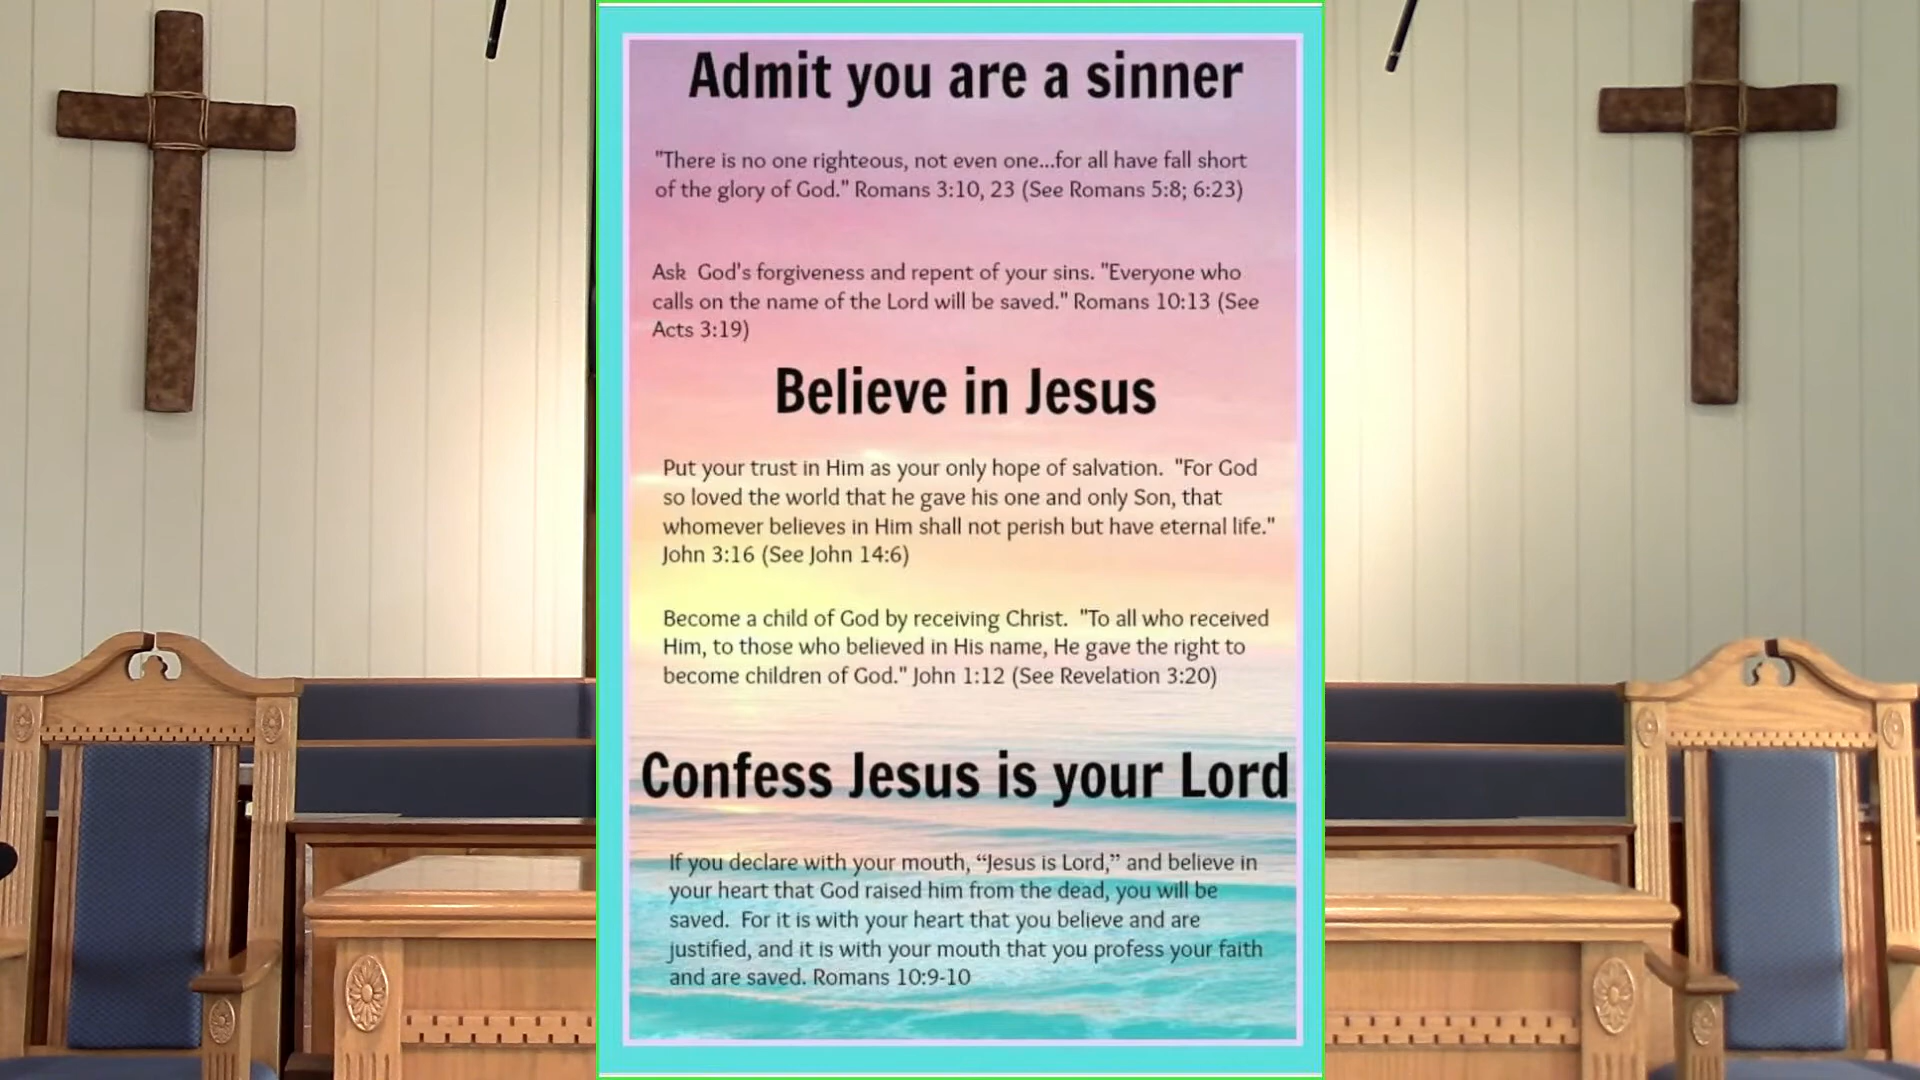 Admit you are a sinner
"There is no one righteous, not even one...for all have fall short
of the glory of God." Romans 3:10, 23 (See Romans 5:8; 6:23)
Ask  God's forgiveness and repent of your sins. "Everyone who
calls on the name of the Lord will be saved." Romans 10:13 (See
Acts 3:19)
Believe in Jesus
Put your trust in Him as your only hope of salvation.  "For God
so loved the world that he gave his one and only Son, that
whomever believes in Him shall not perish but have eternal life."
John 3:16 (See John 14:6)
Become a child of God by receiving Christ.  "To all who received
Him, to those who believed in His name, He gave the right to
become children of God." John 1:12 (See Revelation 3:20)
Confess Jesus is your Lord
If you declare with your mouth, “Jesus is Lord,” and believe in
your heart that God raised him from the dead, you will be
saved.  For it is with your heart that you believe and are
justified, and it is with your mouth that you profess your faith
and are saved. Romans 10:9-10